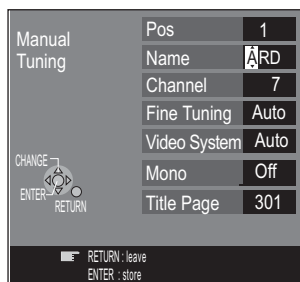 Manual
Tuning
Pos 1
Name ARD
Channel 7
Fine Tuning Auto
Video System Auto
Mono Off
Title Page 301
CHANGE
ENTER
RETURN
RETURN : leave
ENTER : store